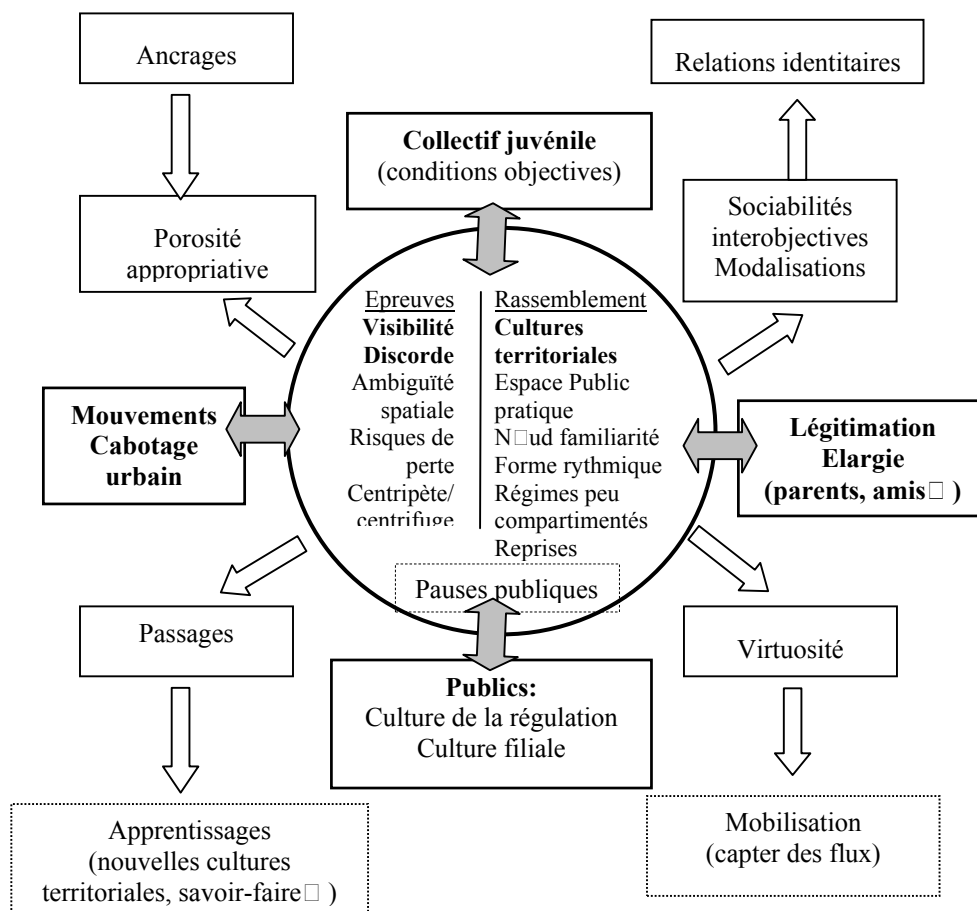 Ancrages
Relations identitaires
Collectif juvénile
(conditions objectives)
Porosité
appropriative
Sociabilités
interobjectives
Modalisations
Epreuves
Visibilité
Discorde
Ambiguïté
spatiale
Risques de
perte
Centripète/
centrifuge
Rassemblement
Cultures
territoriales
Espace Public
pratique
N□ud familiarité
Forme rythmique
Régimes peu
compartimentés
Reprises
Mouvements
Cabotage
urbain
Légitimation
Elargie
(parents, amis□ )
Pauses publiques
Passages
Virtuosité
Publics:
Culture de la régulation
Culture filiale
Apprentissages
(nouvelles cultures
territoriales, savoir-faire□ )
Mobilisation
(capter des flux)